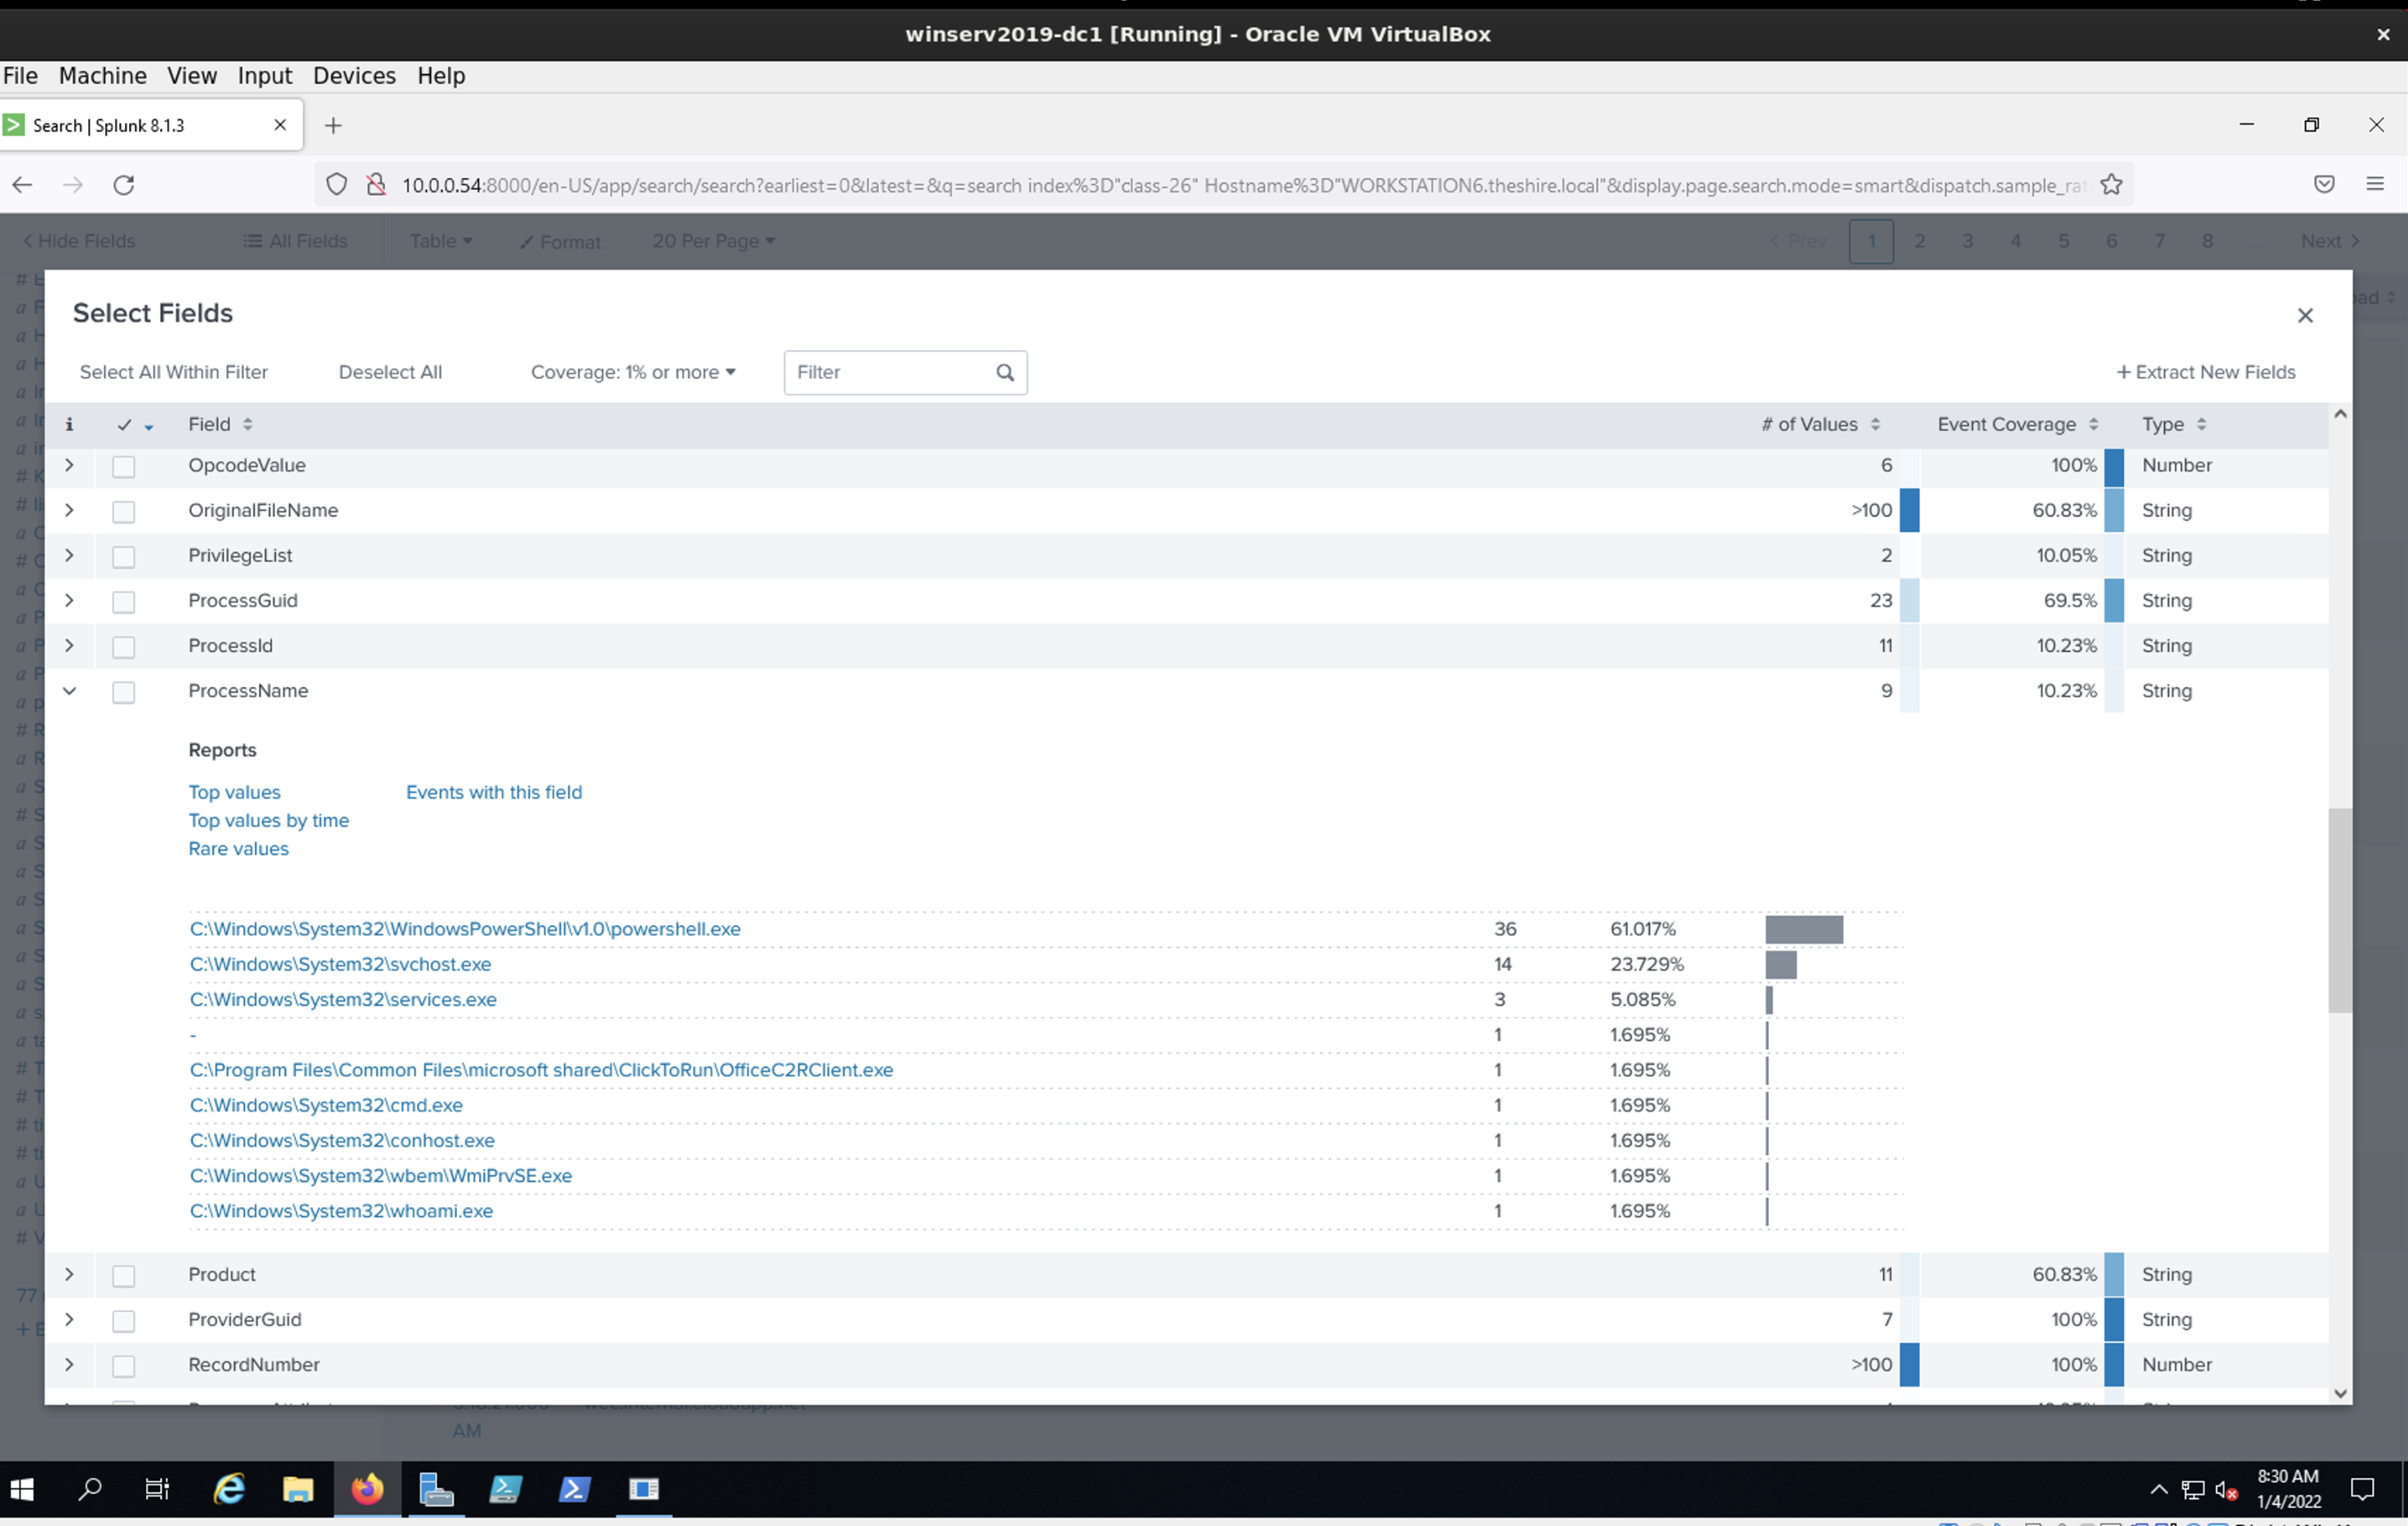 winserv2019-dc1 [Running] - Oracle VM VirtualBox
File Machine View Input Devices Help
Search | Splunk 8.1.3
10.0.0.54:8000/en-US/app/search/search?earliest=0&latest=&q=search index%3D"class-26" Hostname%3D"WORKSTATION6.theshire.local"&display.page.search.mode=smart&dispatch.sample_rat
Hide Fields All Fields Table Format 20 Per Page Prev 1 2 3 4 5 6 7 8 ... Next
Select Fields
Select All Within Filter Deselect All Coverage: 1% or more Filter + Extract New Fields
i Field # of Values Event Coverage Type
OpcodeValue 6 100% Number
OriginalFileName >100 60.83% String
PrivilegeList 2 10.05% String
ProcessGuid 23 69.5% String
ProcessId 11 10.23% String
ProcessName 9 10.23% String
Reports
Top values Events with this field
Top values by time
Rare values
C:\Windows\System32\WindowsPowerShell\v1.0\powershell.exe 36 61.017%
C:\Windows\System32\svchost.exe 14 23.729%
C:\Windows\System32\services.exe 3 5.085%
- 1 1.695%
C:\Program Files\Common Files\microsoft shared\ClickToRun\OfficeC2RClient.exe 1 1.695%
C:\Windows\System32\cmd.exe 1 1.695%
C:\Windows\System32\conhost.exe 1 1.695%
C:\Windows\System32\wbem\WmiPrvSE.exe 1 1.695%
C:\Windows\System32\whoami.exe 1 1.695%
Product 11 60.83% String
ProviderGuid 7 100% String
RecordNumber >100 100% Number
77
AM
8:30 AM
1/4/2022